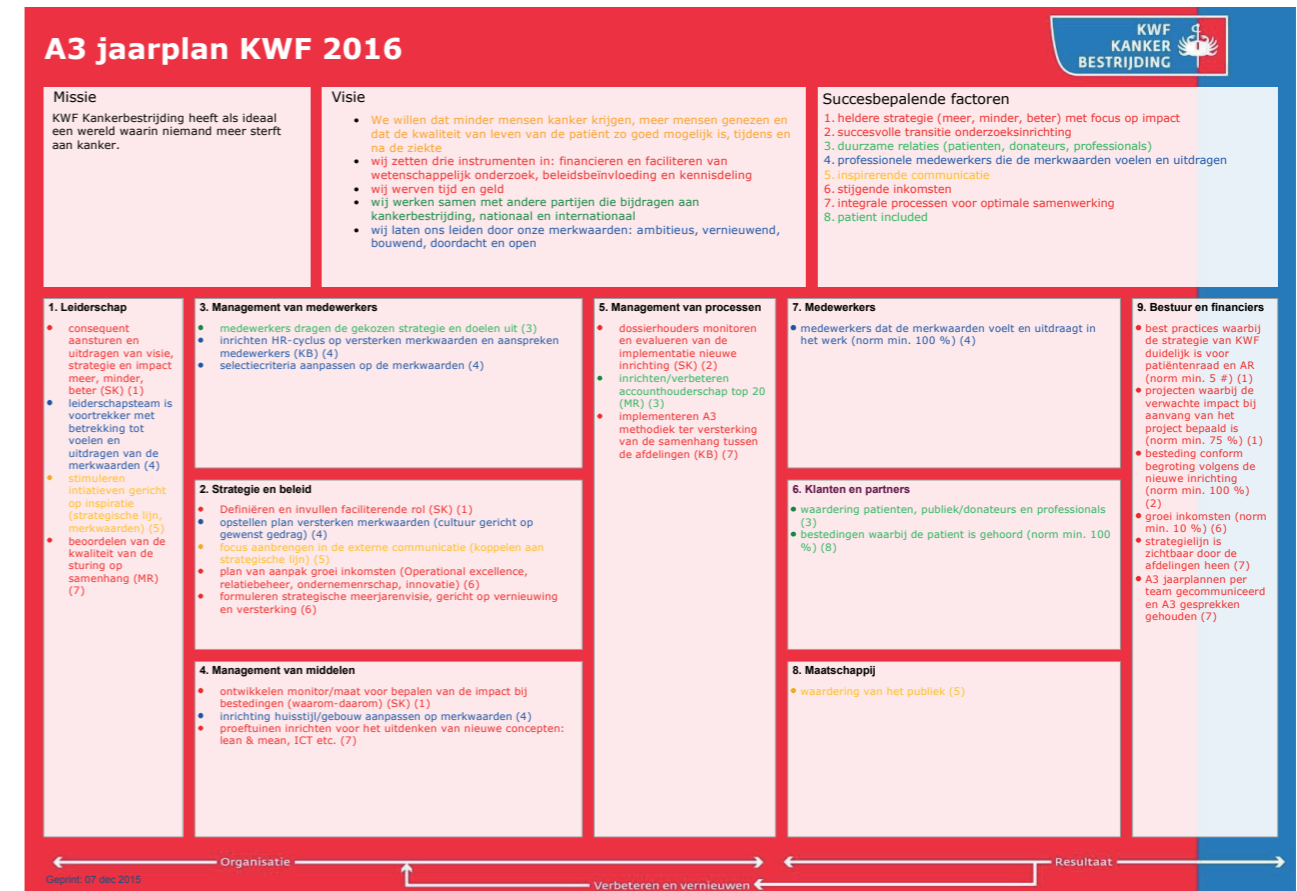 A3 jaarplan KWF 2016
KWF
KANKER
BESTRIJDING
Missie
KWF Kankerbestrijding heeft als ideaal
een wereld waarin niemand meer sterft
aan kanker.
Visie
• We willen dat minder mensen kanker krijgen, meer mensen genezen en
dat de kwaliteit van leven van de patiënt zo goed mogelijk is, tijdens en
na de ziekte
• wij zetten drie instrumenten in: financieren en faciliteren van
wetenschappelijk onderzoek, beleidsbeïnvloeding en kennisdeling
• wij werven tijd en geld
• wij werken samen met andere partijen die bijdragen aan
kankerbestrijding, nationaal en internationaal
• wij laten ons leiden door onze merkwaarden: ambitieus, vernieuwend,
bouwend, doordacht en open
Succesbepalende factoren
1. heldere strategie (meer, minder, beter) met focus op impact
2. succesvolle transitie onderzoeksinrichting
3. duurzame relaties (patienten, donateurs, professionals)
4. professionele medewerkers die de merkwaarden voelen en uitdragen
5. inspirerende communicatie
6. stijgende inkomsten
7. integrale processen voor optimale samenwerking
8. patient included
1. Leiderschap
• consequent
aansturen en
uitdragen van visie,
strategie en impact
meer, minder,
beter (SK) (1)
• leiderschapsteam is
voortrekker met
betrekking tot
voelen en
uitdragen van de
merkwaarden (4)
• stimuleren
intiatieven gericht
op inspiratie
(strategische lijn,
merkwaarden) (5)
• beoordelen van de
kwaliteit van de
sturing op
samenhang (MR)
(7)
3. Management van medewerkers
• medewerkers dragen de gekozen strategie en doelen uit (3)
• inrichten HR-cyclus op versterken merkwaarden en aanspreken
medewerkers (KB) (4)
• selectiecriteria aanpassen op de merkwaarden (4)
2. Strategie en beleid
• Definiëren en invullen faciliterende rol (SK) (1)
• opstellen plan versterken merkwaarden (cultuur gericht op
gewenst gedrag) (4)
• focus aanbrengen in de externe communicatie (koppelen aan
strategische lijn) (5)
• plan van aanpak groei inkomsten (Operational excellence,
relatiebeheer, ondernemenrschap, innovatie) (6)
• formuleren strategische meerjarenvisie, gericht op vernieuwing
en versterking (6)
4. Management van middelen
• ontwikkelen monitor/maat voor bepalen van de impact bij
bestedingen (waarom-daarom) (SK) (1)
• inrichting huisstijl/gebouw aanpassen op merkwaarden (4)
• proeftuinen inrichten voor het uitdenken van nieuwe concepten:
lean & mean, ICT etc. (7)
5. Management van processen
• dossierhouders monitoren
en evalueren van de
implementatie nieuwe
inrichting (SK) (2)
• inrichten/verbeteren
accounthouderschap top 20
(MR) (3)
• implementeren A3
methodiek ter versterking
van de samenhang tussen
de afdelingen (KB) (7)
7. Medewerkers
• medewerkers dat de merkwaarden voelt en uitdraagt in
het werk (norm min. 100 %) (4)
6. Klanten en partners
• waardering patienten, publiek/donateurs en professionals
(3)
• bestedingen waarbij de patient is gehoord (norm min. 100
%) (8)
8. Maatschappij
• waardering van het publiek (5)
9. Bestuur en financiers
• best practices waarbij
de strategie van KWF
duidelijk is voor
patiëntenraad en AR
(norm min. 5 #) (1)
• projecten waarbij de
verwachte impact bij
aanvang van het
project bepaald is
(norm min. 75 %) (1)
• besteding conform
begroting volgens de
nieuwe inrichting
(norm min. 100 %)
(2)
• groei inkomsten (norm
min. 10 %) (6)
• strategielijn is
zichtbaar door de
afdelingen heen (7)
• A3 jaarplannen per
team gecommuniceerd
en A3 gesprekken
gehouden (7)
Organisatie
Resultaat
Verbeteren en vernieuwen
Geprint: 07 dec 2015